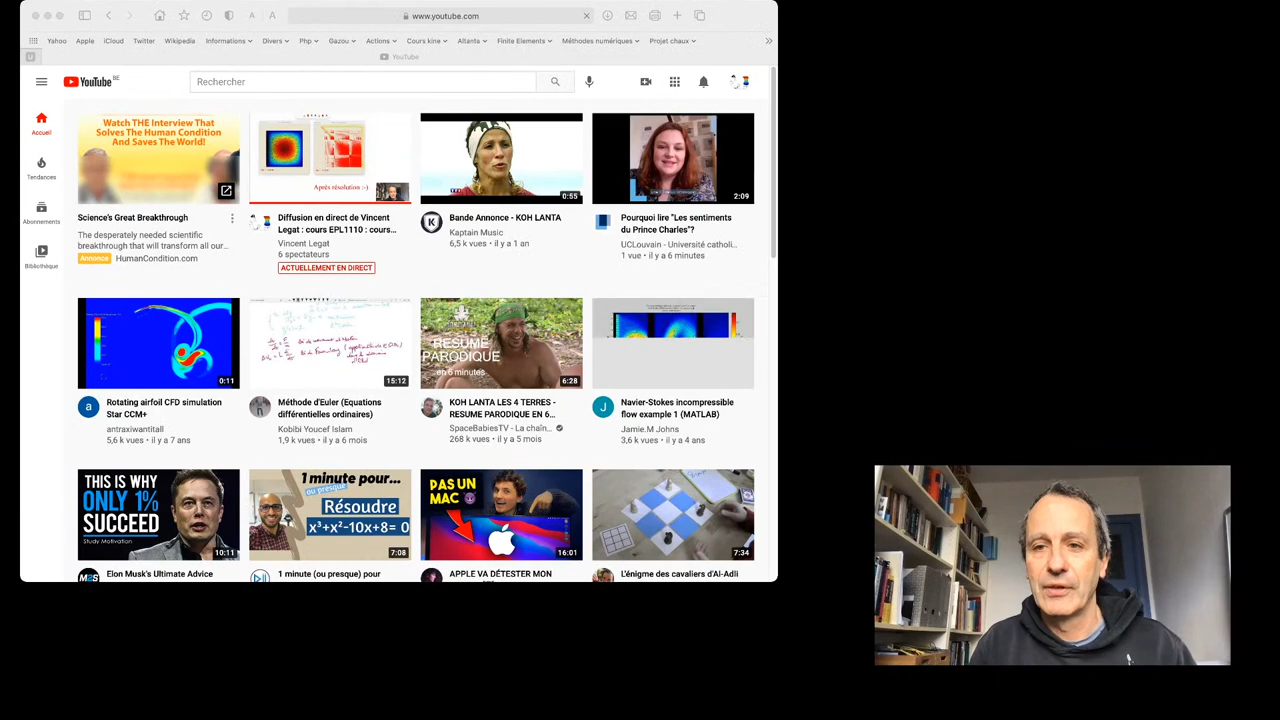 A A
www.youtube.com
Yahoo Apple iCloud Twitter Wikipedia Informations Divers Php Gazou Actions Cours kine Altants Finite Elements Méthodes numériques Projet chaux
YouTube
YouTube BE
Rechercher
Accueil
Tendances
Abonnements
Bibliothèque
Watch THE Interview That
Solves The Human Condition
And Saves The World!
Science's Great Breakthrough
The desperately needed scientific
breakthrough that will transform all our...
Annonce HumanCondition.com
Après résolution :-)
Diffusion en direct de Vincent
Legat : cours EPL1110 : cours...
Vincent Legat
6 spectateurs
ACTUELLEMENT EN DIRECT
0:55
K
Bande Annonce - KOH LANTA
Kaptain Music
6,5 k vues • il y a 1 an
2:09
Pourquoi lire "Les sentiments
du Prince Charles"?
UCLouvain - Université catholi...
1 vue • il y a 6 minutes
0:11
a
Rotating airfoil CFD simulation
Star CCM+
antraxiwantitall
5,6 k vues • il y a 7 ans
15:12
Méthode d'Euler (Equations
différentielles ordinaires)
Kobibi Youcef Islam
1,9 k vues • il y a 6 mois
RESUME
PARODIQUE
en 6 minutes
6:28
KOH LANTA LES 4 TERRES -
RESUME PARODIQUE EN 6...
SpaceBabiesTV - La chaîn...
268 k vues • il y a 5 mois
J
Navier-Stokes incompressible
flow example 1 (MATLAB)
Jamie.M Johns
3,6 k vues • il y a 4 ans
THIS IS WHY
ONLY 1%
SUCCEED
Study Motivation
10:11
Elon Musk's Ultimate Advice
1 minute pour...
ou presque
Résoudre
x³+x²-10x+8= 0
7:08
1 minute (ou presque) pour
PAS UN
MAC
16:01
APPLE VA DÉTESTER MON
7:34
L'énigme des cavaliers d'Al-Adli